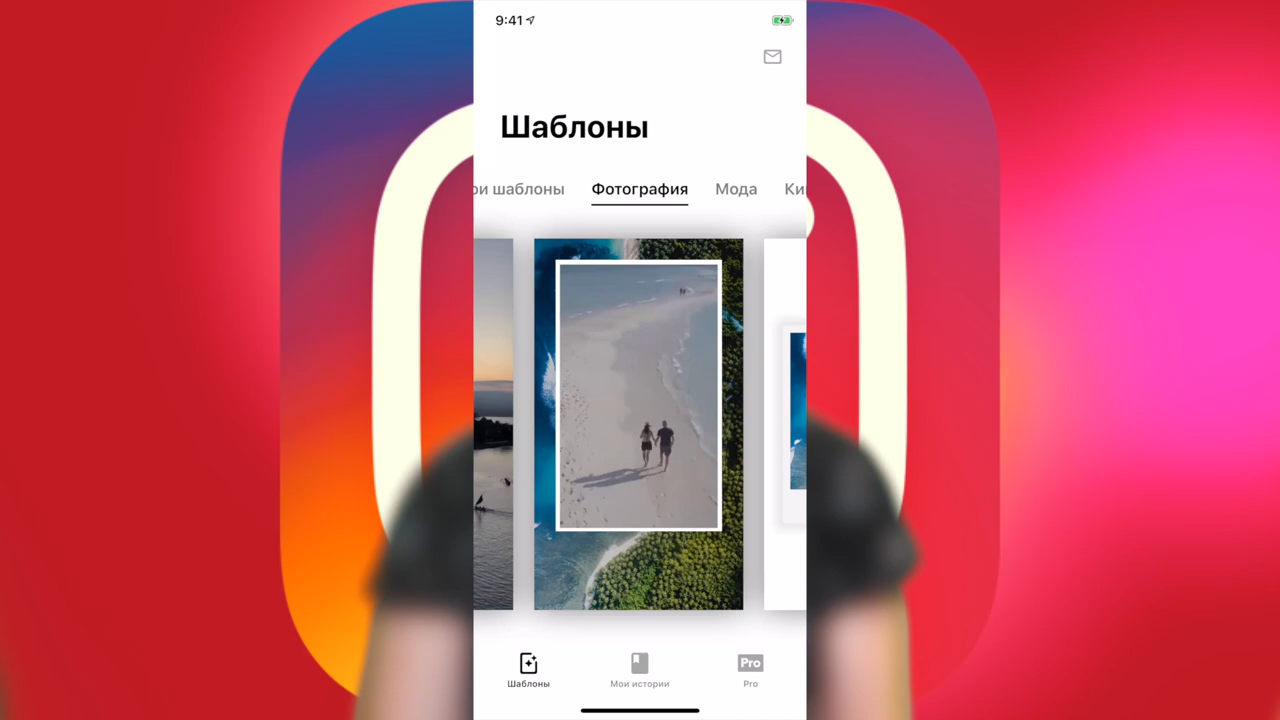 9:41
Шаблоны
ои шаблоны Фотография Мода Ки
Шаблоны Мои истории Pro
Pro